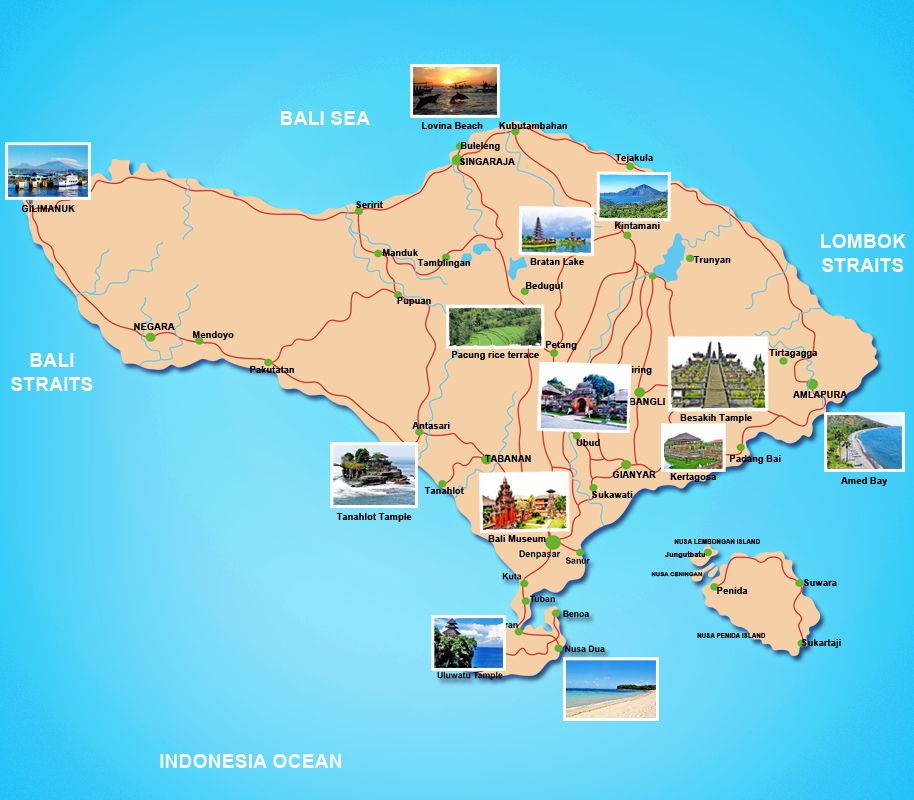 BALI SEA
Lovina Beach
Kubutambahan
Buleleng
SINGARAJA
Tejakula
GILIMANUK
Seririt
Kintamani
LOMBOK
STRAITS
Manduk
Tamblingan
Bratan Lake
Trunyan
Bedugul
Pupuan
NEGARA
Mendoyo
Pacung rice terrace
Petang
Tirtagagga
BALI
STRAITS
Pakutatan
iring
BANGLI
AMLAPURA
Besakih Tample
Antasari
Ubud
TABANAN
Padang Bai
GIANYAR
Kertagosa
Amed Bay
Tanahlot
Sukawati
Tanahlot Tample
Bali Museum
Denpasar
Sanur
NUSA LEMBONGAN ISLAND
Jungutbatu
NUSA CENINGAN
Kuta
Penida
Suwara
Tuban
Benoa
ran
NUSA PENIDA ISLAND
Sukartaji
Nusa Dua
Uluwatu Tample
INDONESIA OCEAN